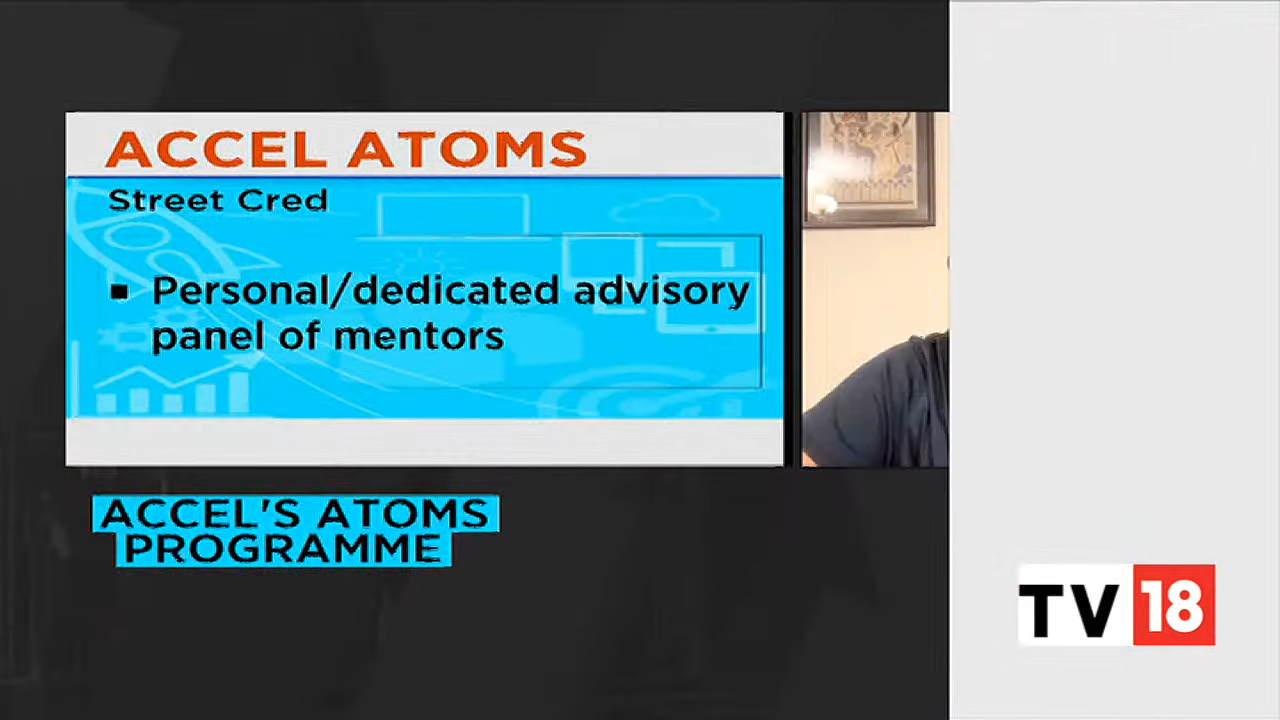 ACCEL ATOMS
Street Cred
▪ Personal/dedicated advisory
panel of mentors
ACCEL'S ATOMS
PROGRAMME
TV18